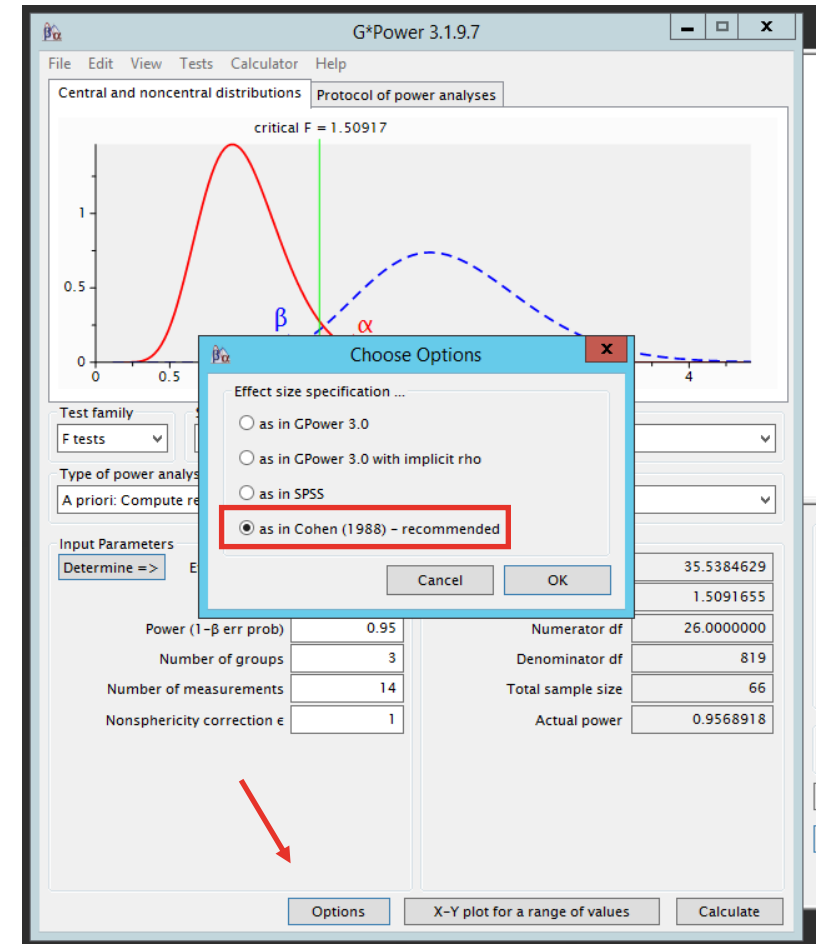 G*Power 3.1.9.7
File Edit View Tests Calculator Help
Central and noncentral distributions Protocol of power analyses
critical F = 1.50917
1
0.5
0
β α
0 0.5 4
Choose Options
Effect size specification ...
as in GPower 3.0
as in GPower 3.0 with implicit rho
as in SPSS
as in Cohen (1988) – recommended
Cancel OK
Test family
F tests
Type of power analys
A priori: Compute re
Input Parameters
Determine => E 35.5384629
1.5091655
Power (1-β err prob) 0.95 Numerator df 26.0000000
Number of groups 3 Denominator df 819
Number of measurements 14 Total sample size 66
Nonsphericity correction ϵ 1 Actual power 0.9568918
Options X-Y plot for a range of values Calculate